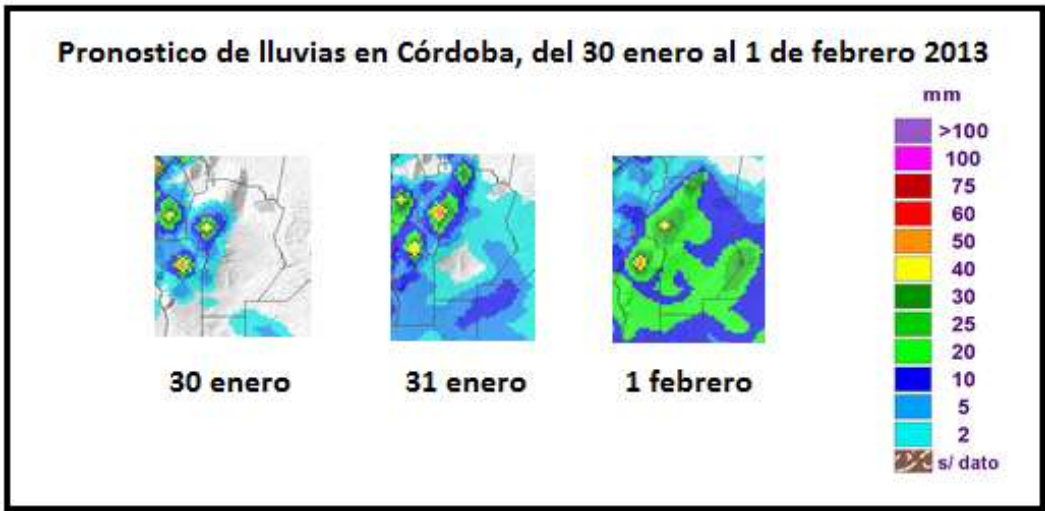 Pronostico de lluvias en Córdoba, del 30 enero al 1 de febrero 2013
mm
>100
100
75
60
50
40
30
25
20
10
5
2
s/ dato
30 enero
31 enero
1 febrero